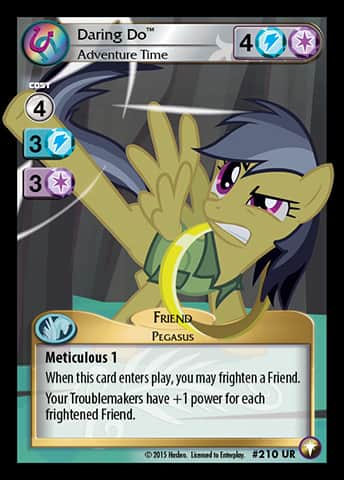 Daring Do™
Adventure Time
4
COST
4
3
3
FRIEND
PEGASUS
Meticulous 1
When this card enters play, you may frighten a Friend.
Your Troublemakers have +1 power for each
frightened Friend.
© 2015 Hasbro. Licensed to Enterplay. #210 UR